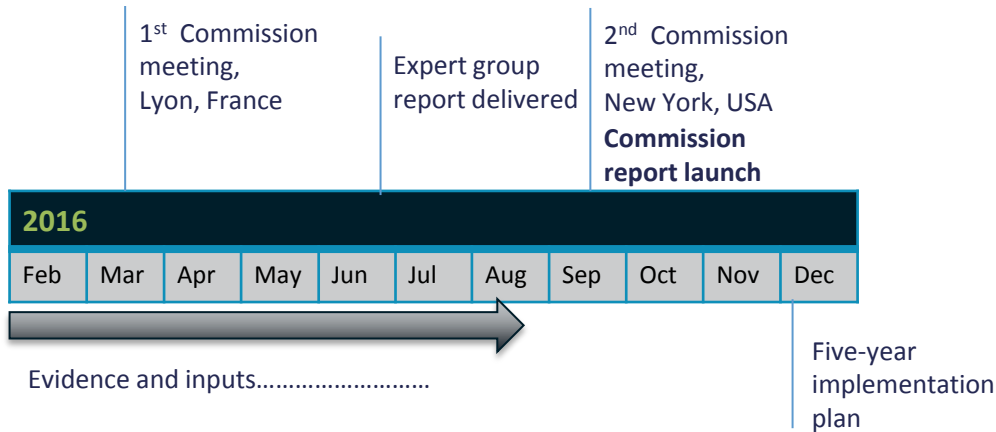 1st Commission
meeting,
Lyon, France
Expert group
report delivered
2nd Commission
meeting,
New York, USA
Commission
report launch
2016
Feb Mar Apr May Jun Jul Aug Sep Oct Nov Dec
Evidence and inputs…………………………
Five-year
implementation
plan